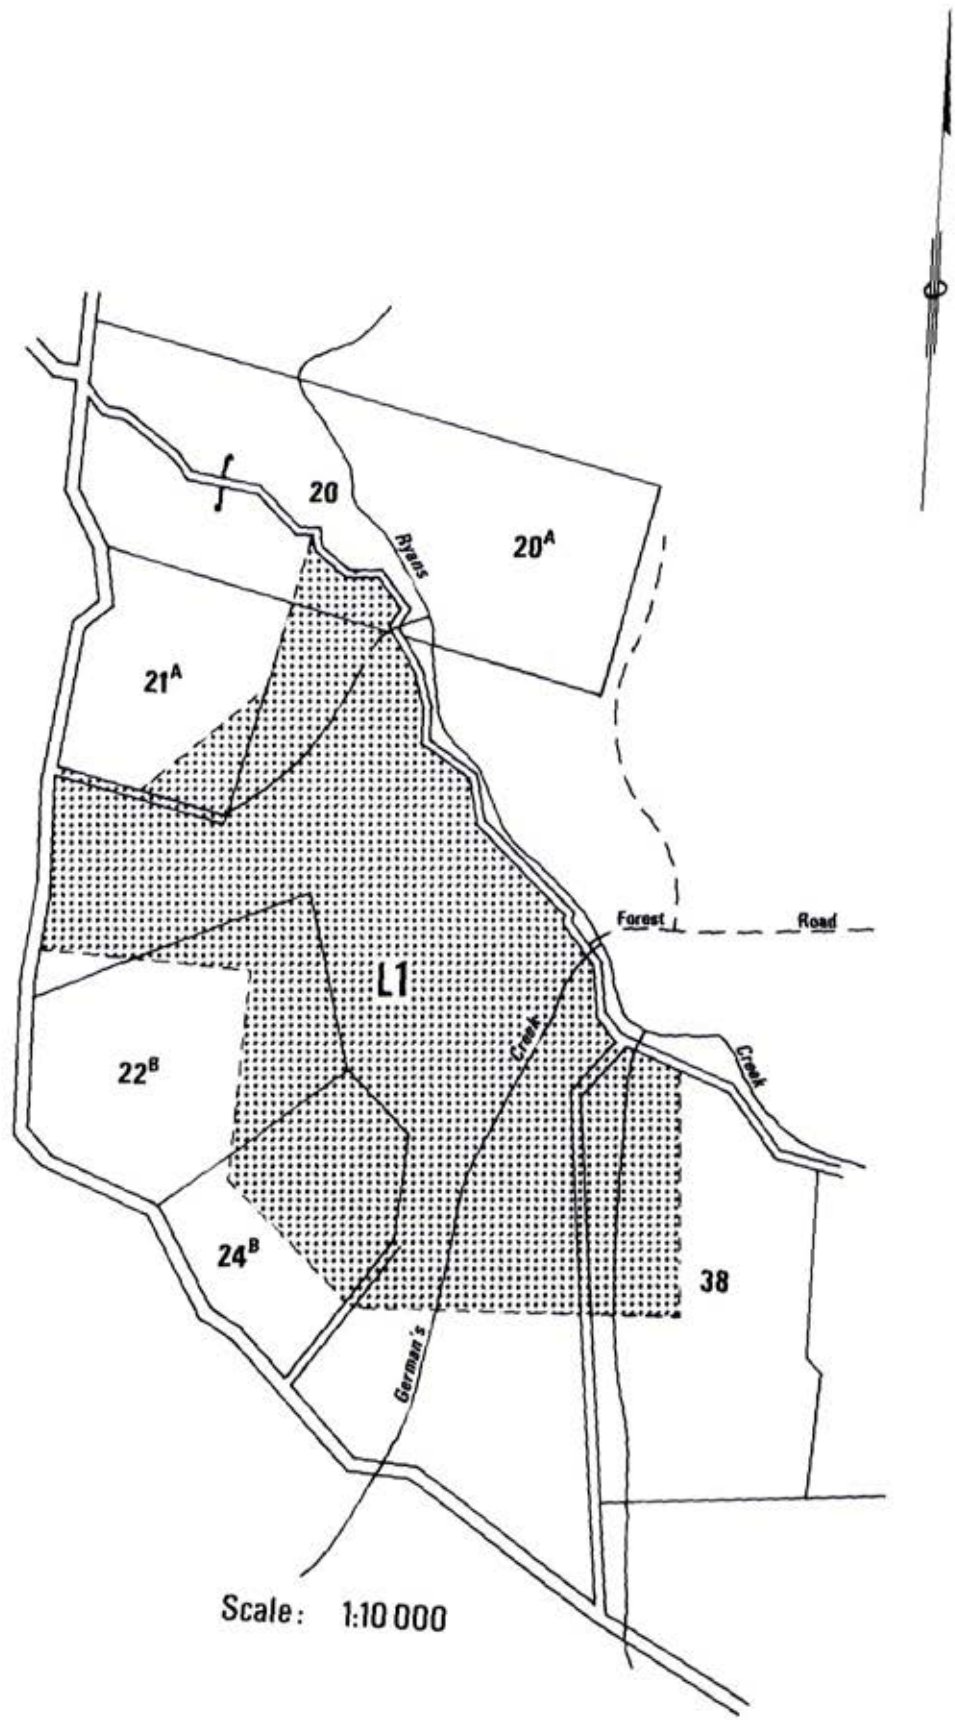 20
Ryans
20A
21A
Forest Road
L1
Creek
Creek
22B
24B
38
German's
Scale: 1:10 000